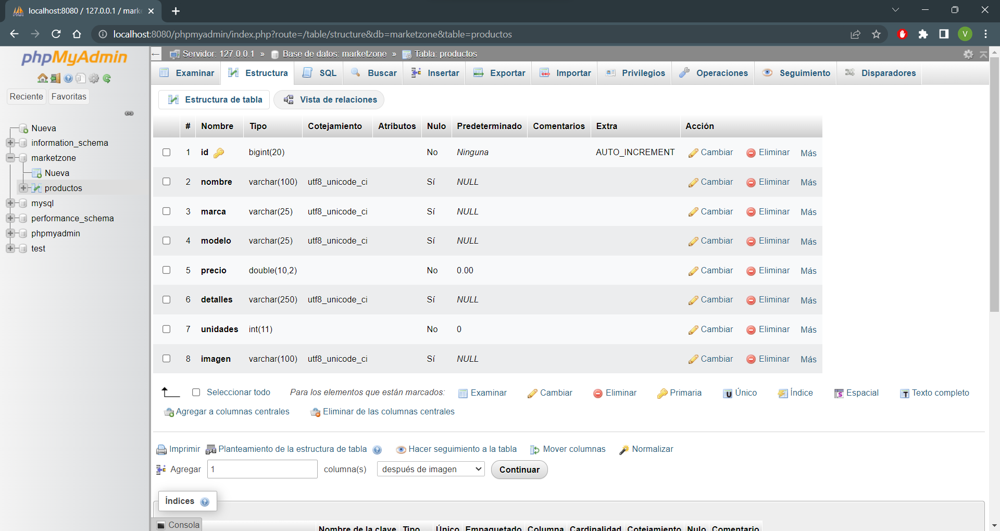 localhost:8080 / 127.0.0.1 / mark
localhost:8080/phpmyadmin/index.php?route=/table/structure&db=marketzone&table=productos
V
phpMyAdmin
Reciente Favoritas
Nueva
information_schema
marketzone
Nueva
productos
mysql
performance_schema
phpmyadmin
test
Servidor: 127.0.0.1 » Base de datos: marketzone » Tabla: productos
Examinar Estructura SQL Buscar Insertar Exportar Importar Privilegios Operaciones Seguimiento Disparadores
Estructura de tabla Vista de relaciones
# Nombre Tipo Cotejamiento Atributos Nulo Predeterminado Comentarios Extra Acción
1 id bigint(20) No Ninguna AUTO_INCREMENT Cambiar Eliminar Más
2 nombre varchar(100) utf8_unicode_ci Sí NULL Cambiar Eliminar Más
3 marca varchar(25) utf8_unicode_ci Sí NULL Cambiar Eliminar Más
4 modelo varchar(25) utf8_unicode_ci Sí NULL Cambiar Eliminar Más
5 precio double(10,2) No 0.00 Cambiar Eliminar Más
6 detalles varchar(250) utf8_unicode_ci Sí NULL Cambiar Eliminar Más
7 unidades int(11) No 0 Cambiar Eliminar Más
8 imagen varchar(100) utf8_unicode_ci Sí NULL Cambiar Eliminar Más
Seleccionar todo Para los elementos que están marcados: Examinar Cambiar Eliminar Primaria Único Índice Espacial Texto completo
Agregar a columnas centrales Eliminar de las columnas centrales
Imprimir Planteamiento de la estructura de tabla Hacer seguimiento a la tabla Mover columnas Normalizar
Agregar 1 columna(s) después de imagen Continuar
Índices
Consola
Nombre de la clave Tipo Único Empaquetado Columna Cardinalidad Cotejamiento Nulo Comentario